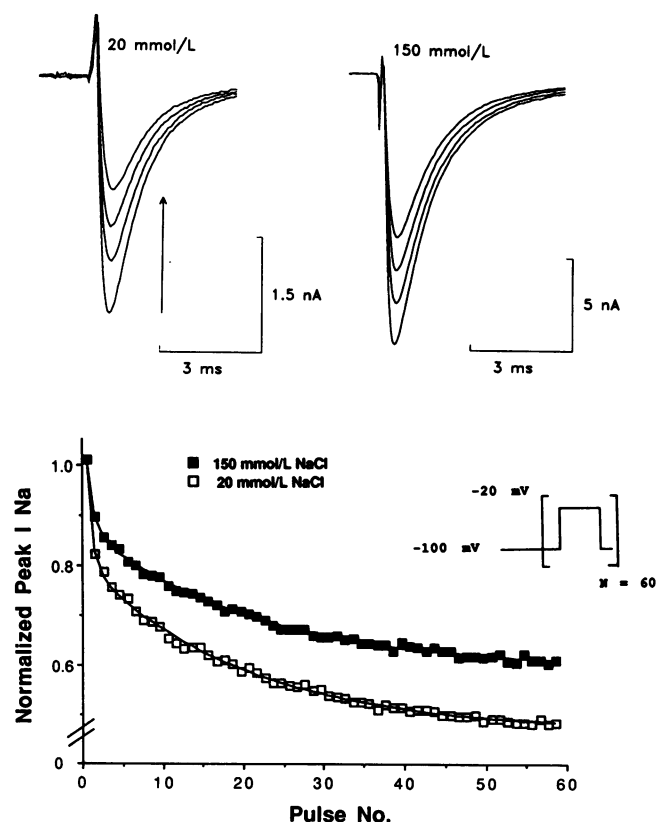 20 mmol/L
150 mmol/L
1.5 nA
3 ms
5 nA
3 ms
Normalized Peak I Na
1.0
0.8
0.6
0
150 mmol/L NaCl
20 mmol/L NaCl
-20 mV
-100 mV
N = 60
0 10 20 30 40 50 60
Pulse No.